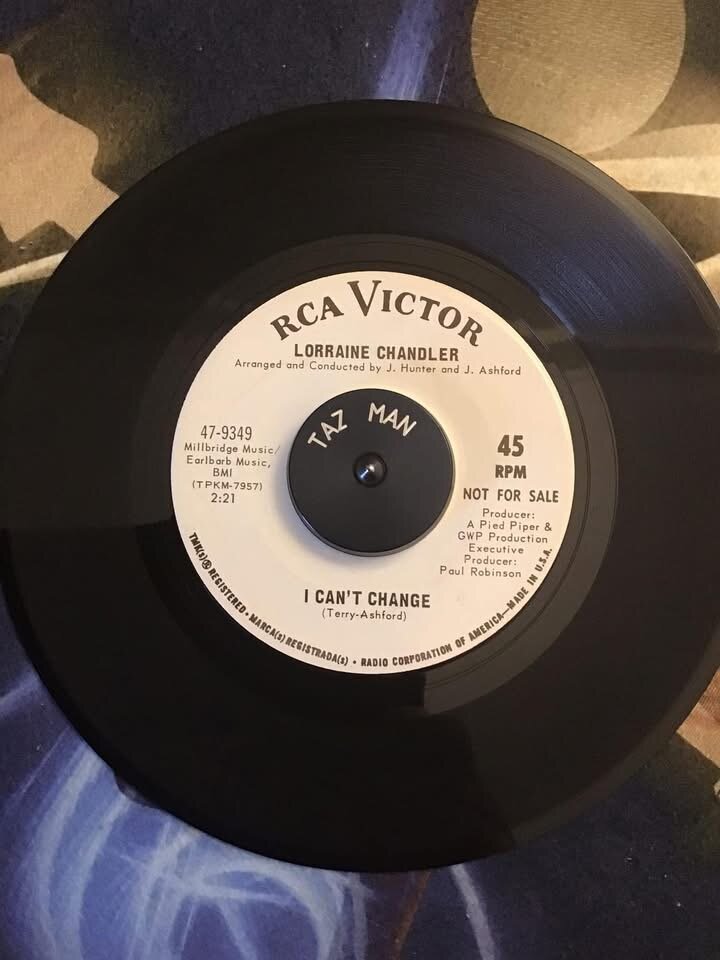 RCA VICTOR
LORRAINE CHANDLER
Arranged and Conducted by J. Hunter and J. Ashford
TAZ MAN
47-9349
Millbridge Music/
Earlbarb Music,
BMI
(TPKM-7957)
2:21
45
RPM
NOT FOR SALE
Producer:
A Pied Piper &
GWP Production
Executive
Producer:
Paul Robinson
I CAN'T CHANGE
(Terry-Ashford)
TMK(s) ® REGISTERED • MARCA(s) REGISTRADA(s) • RADIO CORPORATION OF AMERICA—MADE IN U.S.A.